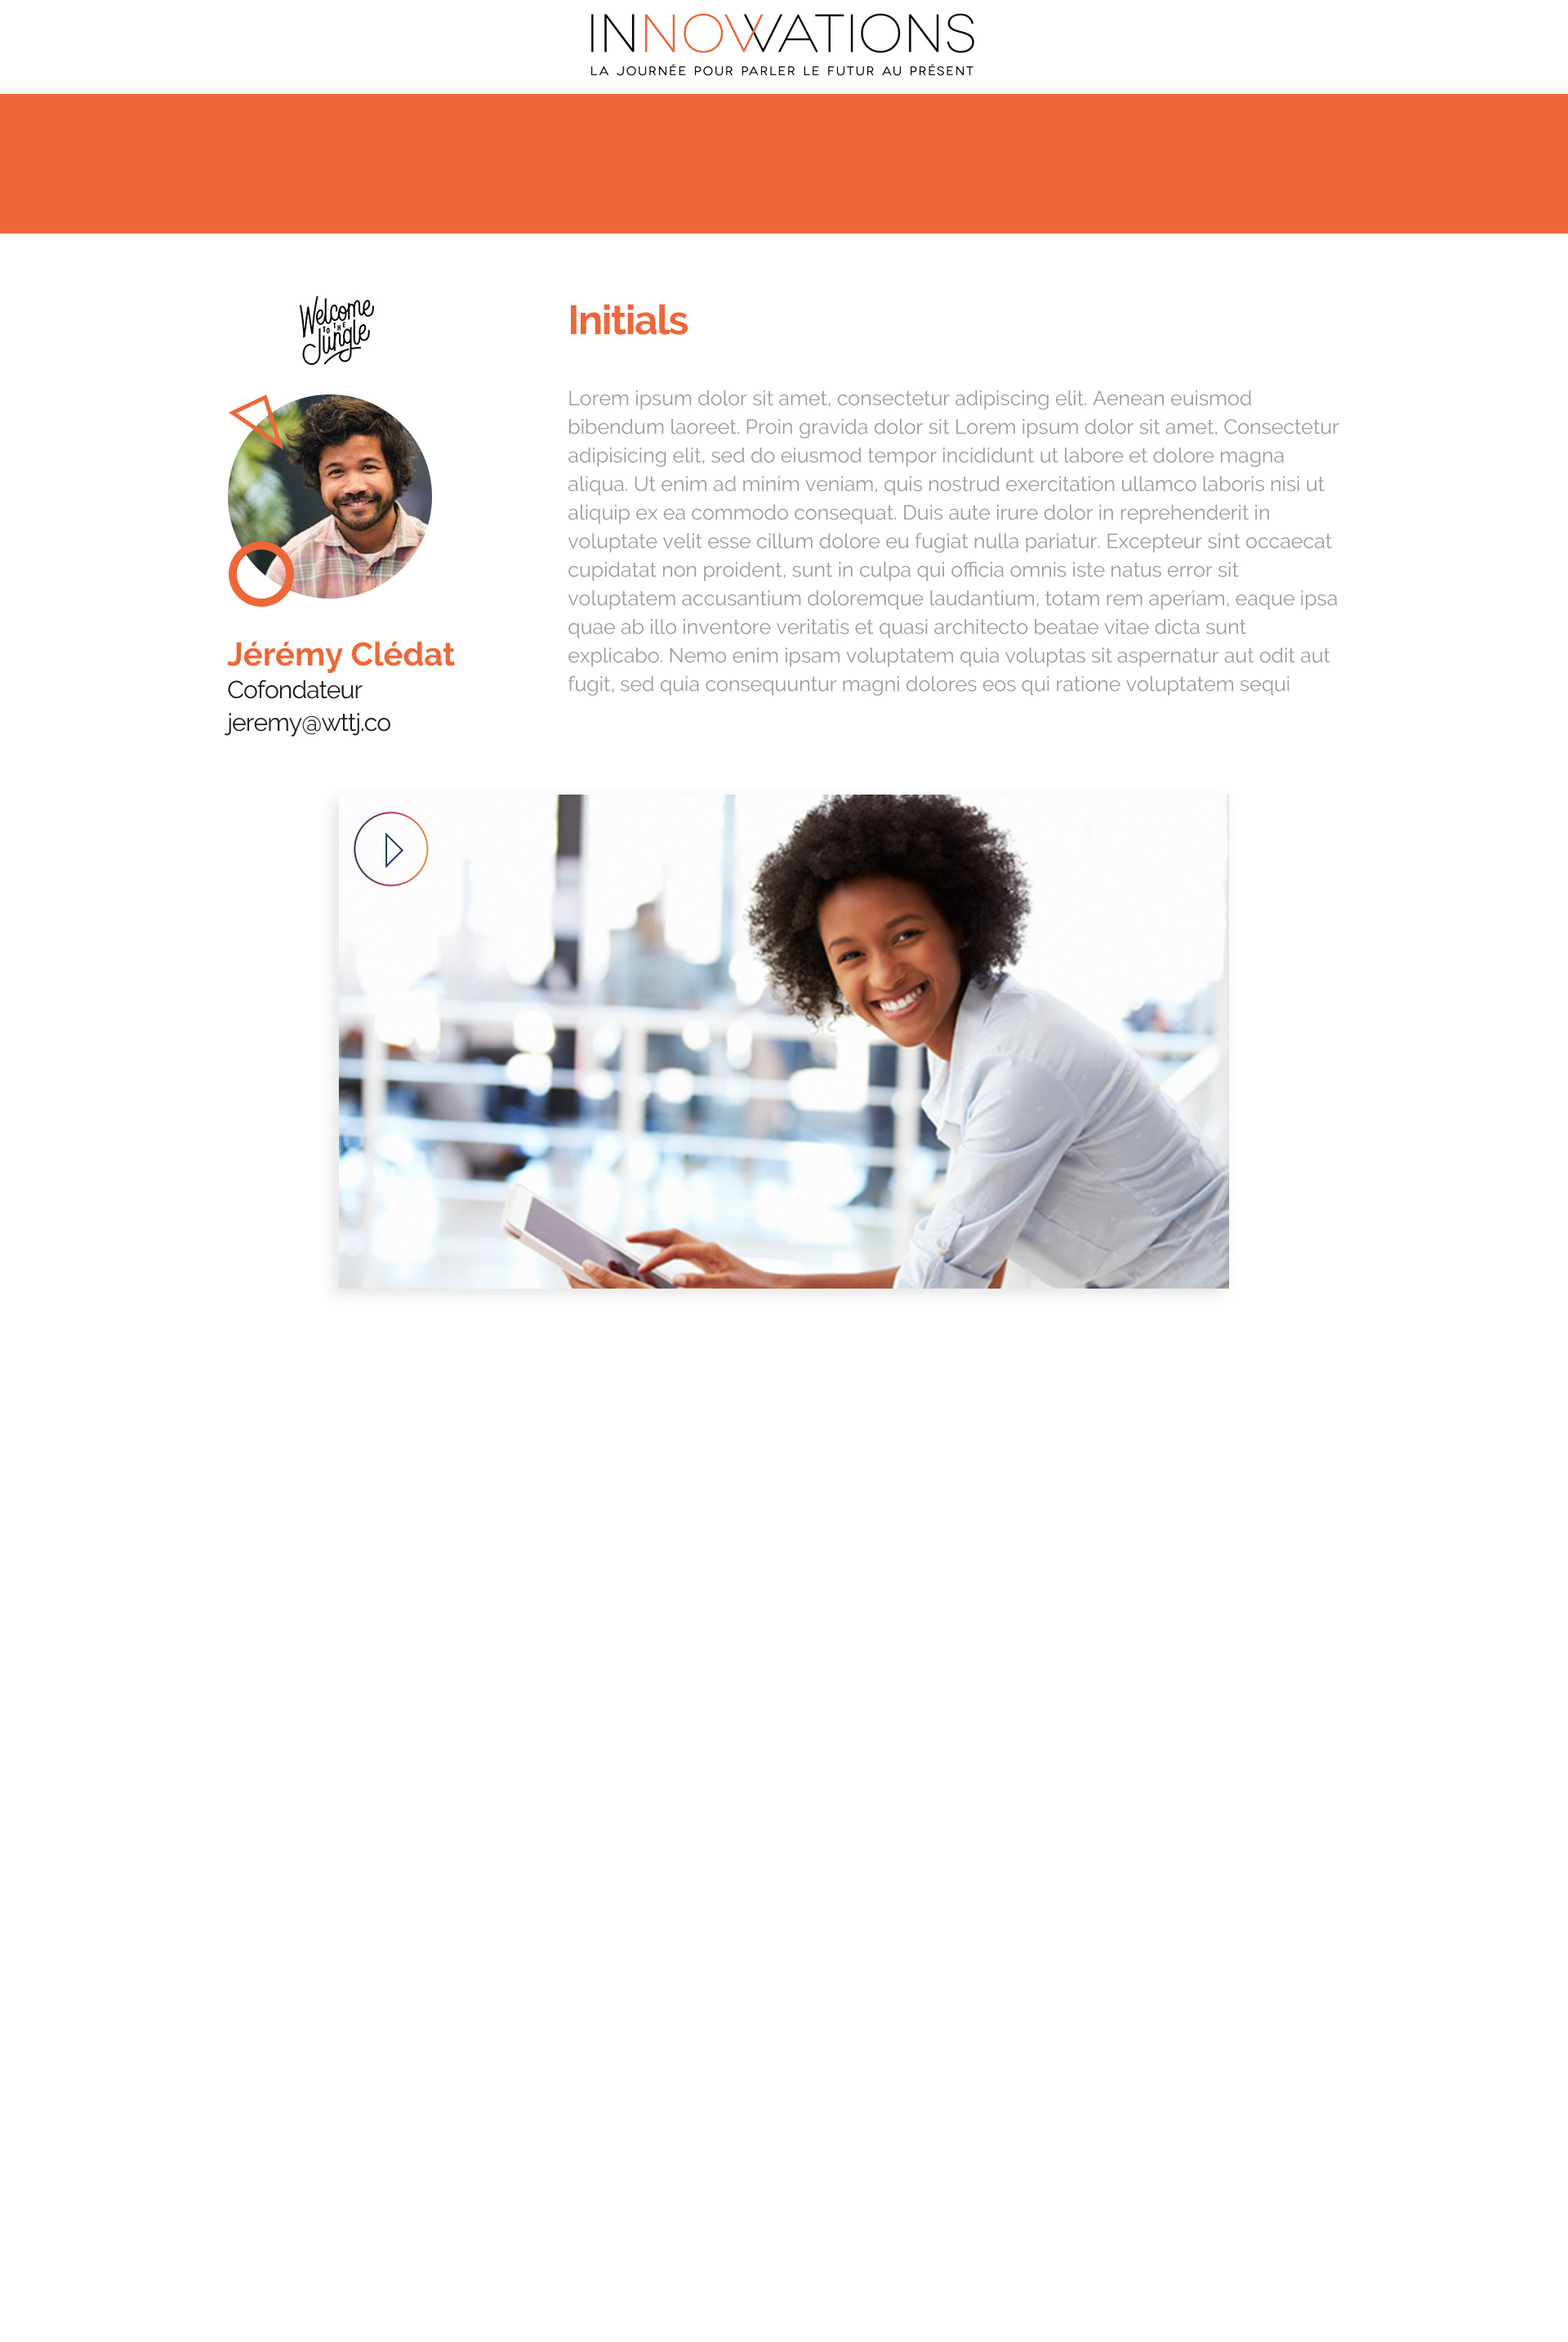 INNOWATIONS
LA JOURNÉE POUR PARLER LE FUTUR AU PRÉSENT
Welcome
TO THE
Jungle
Initials
Lorem ipsum dolor sit amet, consectetur adipiscing elit. Aenean euismod
bibendum laoreet. Proin gravida dolor sit Lorem ipsum dolor sit amet, Consectetur
adipisicing elit, sed do eiusmod tempor incididunt ut labore et dolore magna
aliqua. Ut enim ad minim veniam, quis nostrud exercitation ullamco laboris nisi ut
aliquip ex ea commodo consequat. Duis aute irure dolor in reprehenderit in
voluptate velit esse cillum dolore eu fugiat nulla pariatur. Excepteur sint occaecat
cupidatat non proident, sunt in culpa qui officia omnis iste natus error sit
voluptatem accusantium doloremque laudantium, totam rem aperiam, eaque ipsa
quae ab illo inventore veritatis et quasi architecto beatae vitae dicta sunt
explicabo. Nemo enim ipsam voluptatem quia voluptas sit aspernatur aut odit aut
fugit, sed quia consequuntur magni dolores eos qui ratione voluptatem sequi
Jérémy Clédat
Cofondateur
jeremy@wttj.co